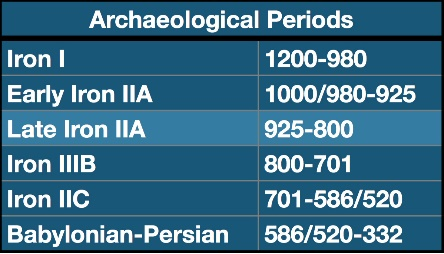 Archaeological Periods
Iron I 1200-980
Early Iron IIA 1000/980-925
Late Iron IIA 925-800
Iron IIIB 800-701
Iron IIC 701-586/520
Babylonian-Persian 586/520-332